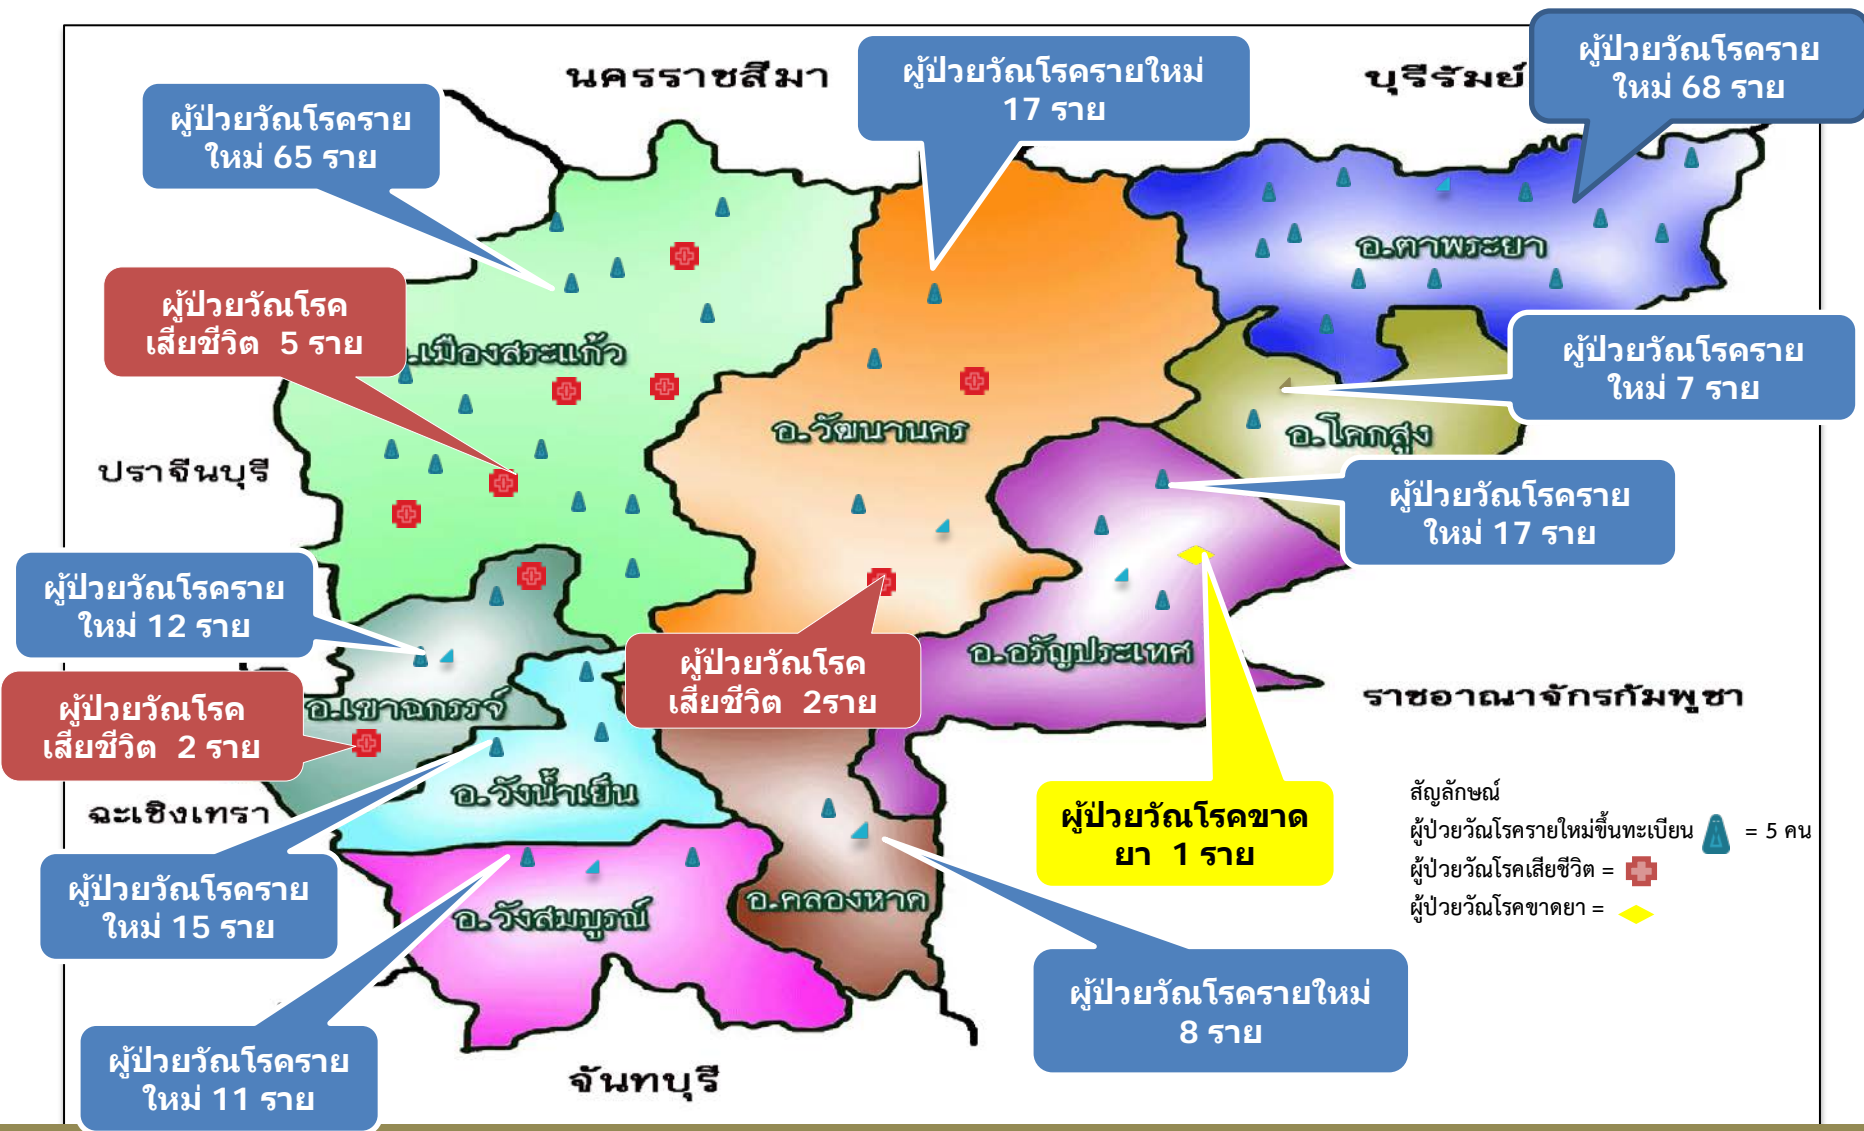 นครราชสีมา
บุรีรัมย์
ผู้ป่วยวัณโรคราย
ใหม่ 68 ราย
ผู้ป่วยวัณโรครายใหม่
17 ราย
ผู้ป่วยวัณโรคราย
ใหม่ 65 ราย
อ.ตาพระยา
ผู้ป่วยวัณโรค
เสียชีวิต 5 ราย
.เมืองสระแก้ว
ผู้ป่วยวัณโรคราย
ใหม่ 7 ราย
อ.วัฒนานคร
อ.โคกสูง
ปราจีนบุรี
ผู้ป่วยวัณโรคราย
ใหม่ 17 ราย
ผู้ป่วยวัณโรคราย
ใหม่ 12 ราย
อ.อรัญประเทศ
ผู้ป่วยวัณโรค
เสียชีวิต 2ราย
ราชอาณาจักรกัมพูชา
อ.เขาฉกรรจ์
ผู้ป่วยวัณโรค
เสียชีวิต 2 ราย
อ.วังน้ำเย็น
ฉะเชิงเทรา
ผู้ป่วยวัณโรคขาด
ยา 1 ราย
สัญลักษณ์
ผู้ป่วยวัณโรครายใหม่ขึ้นทะเบียน = 5 คน
ผู้ป่วยวัณโรคเสียชีวิต =
ผู้ป่วยวัณโรคขาดยา =
ผู้ป่วยวัณโรคราย
ใหม่ 15 ราย
อ.วังสมบูรณ์
อ.คลองหาด
ผู้ป่วยวัณโรครายใหม่
8 ราย
ผู้ป่วยวัณโรคราย
ใหม่ 11 ราย
จันทบุรี